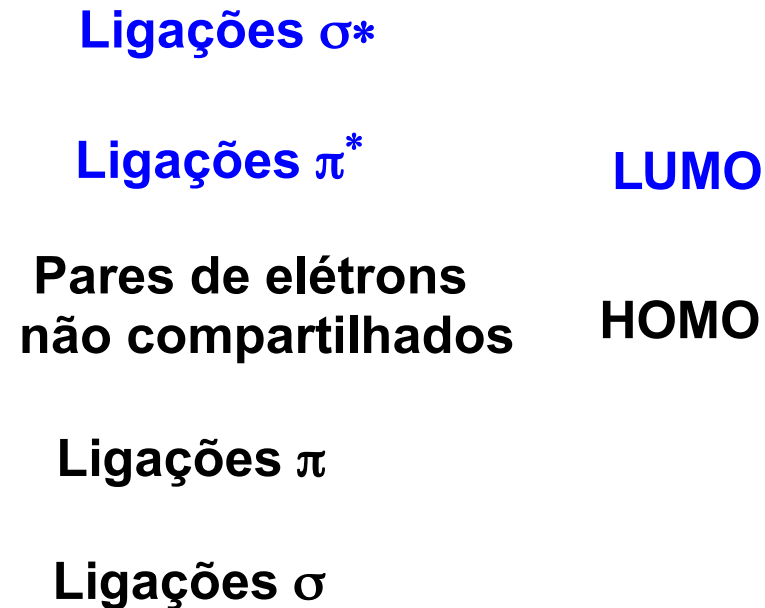 Ligações σ*
Ligações π*
LUMO
Pares de elétrons
não compartilhados
HOMO
Ligações π
Ligações σ